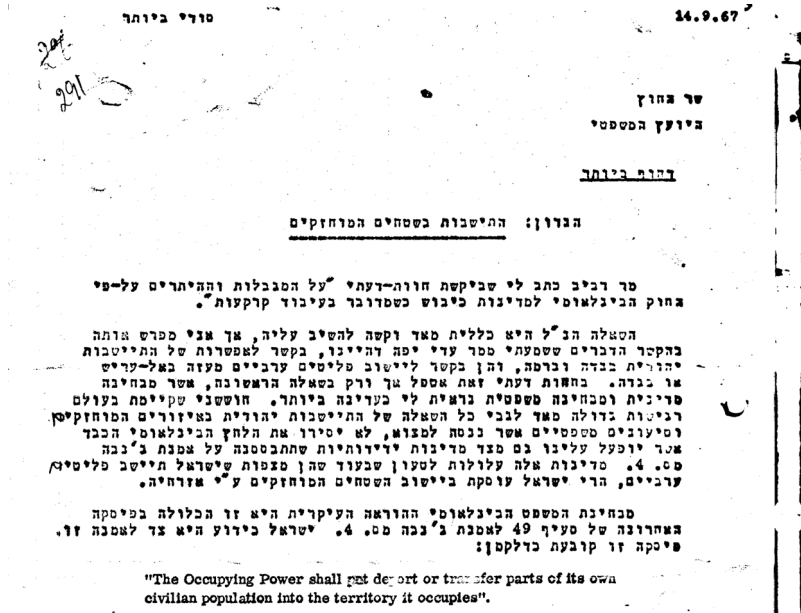 סודי ביותר
14.9.67
291
שר החוץ
היועץ המשפטי
דחוף ביותר
הנדון: התישבות בשטחים המוחזקים
מר רביב כתב לי שביקשת חוות-דעתי "על המגבלות וההיתרים על-פי
החוק הבינלאומי למדינות כיבוש כשמדובר בעיבוד קרקעות".
השאלה הנ"ל היא כללית מאד וקשה להשיב עליה, אך אני מפרש אותה
בהקשר הדברים ששמעתי ממר עדי יפה דהיינו, בקשר לאפשרות של התיישבות
יהודית בגדה וברמה, והן בקשר ליישוב פליטים ערביים מעזה באל-עריש
או בגדה. בחוות דעתי זאת אטפל אך ורק בשאלה הראשונה, אשר מבחינה
מדינית ומבחינה משפטית נראית לי בעדינה ביותר. חוששני שקיימת בעולם
רגישות גדולה מאד לגבי כל השאלה של התיישבות יהודית באיזורים המוחזקים
וטיעונים משפטיים אשר ננסה למצוא, לא יסירו את הלחץ הבינלאומי הכבד
אשר יופעל עלינו גם מצד מדינות ידידותיות שתתבססנה על אמנת ג'נבה
מס. 4. מדינות אלה עלולות לטעון שבעוד שהן מצפות שישראל תיישב פליטים
ערביים, הרי ישראל עוסקת ביישוב השטחים המוחזקים ע"י אזרחיה.
מבחינת המשפט הבינלאומי ההוראה העיקרית היא זו הכלולה בפיסקה
האחרונה של סעיף 49 לאמנת ג'נבה מס. 4. ישראל כידוע היא צד לאמנה זו.
פיסקה זו קובעת כדלקמן:
"The Occupying Power shall not deport or transfer parts of its own
civilian population into the territory it occupies".